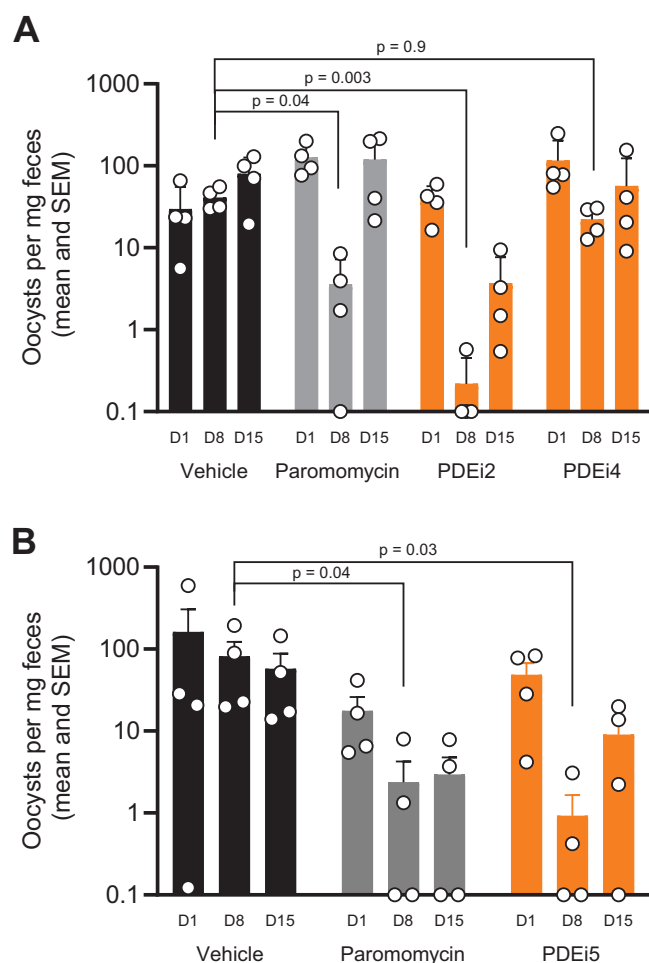 A
p = 0.9
p = 0.003
p = 0.04
Oocysts per mg feces
(mean and SEM)
1000
100
10
1
0.1
D1 D8 D15 D1 D8 D15 D1 D8 D15 D1 D8 D15
Vehicle Paromomycin PDEi2 PDEi4
B
p = 0.03
p = 0.04
Oocysts per mg feces
(mean and SEM)
1000
100
10
1
0.1
D1 D8 D15 D1 D8 D15 D1 D8 D15
Vehicle Paromomycin PDEi5